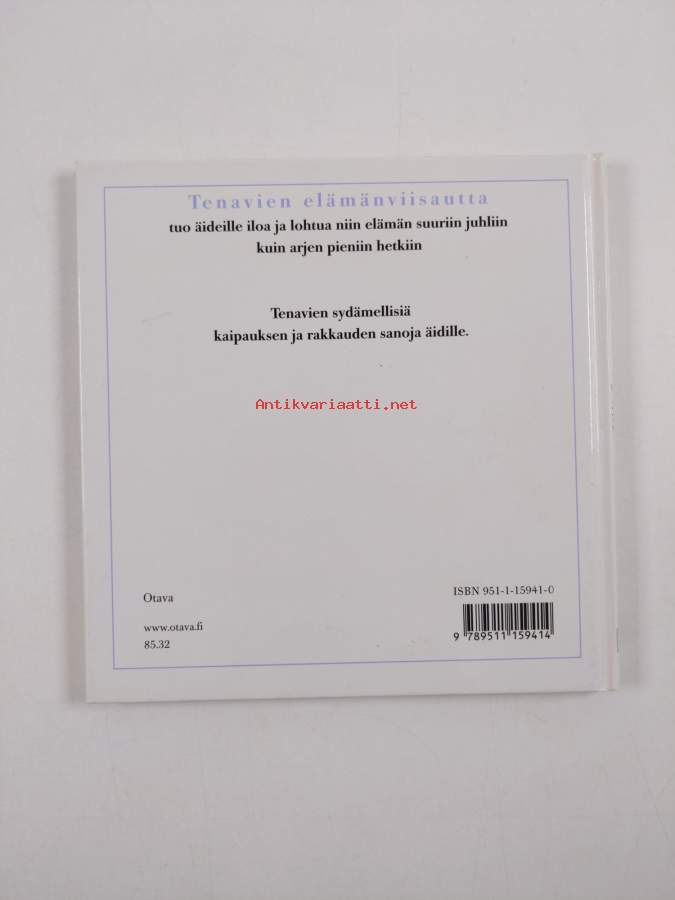 Tenavien elämänviisautta
tuo äideille iloa ja lohtua niin elämän suuriin juhliin
kuin arjen pieniin hetkiin
Tenavien sydämellisiä
kaipauksen ja rakkauden sanoja äidille.
Antikvariaatti.net
Otava
www.otava.fi
85.32
ISBN 951-1-15941-0
9 789511 159414